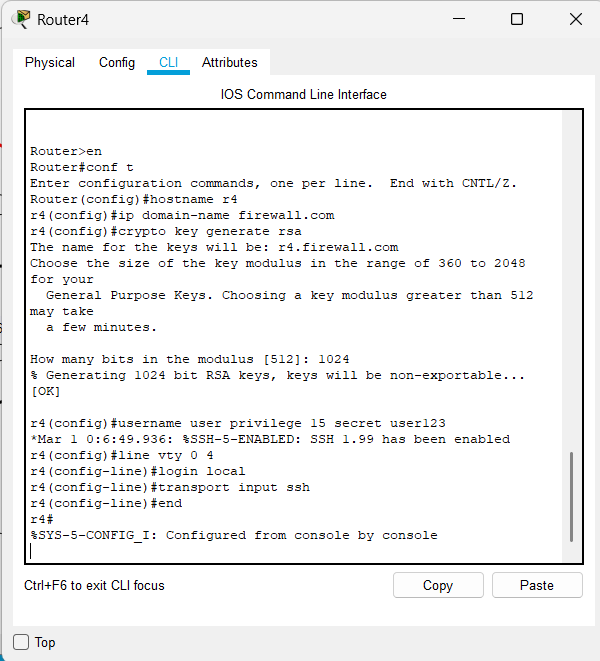 Router4
Physical Config CLI Attributes
IOS Command Line Interface
Router>en
Router#conf t
Enter configuration commands, one per line.  End with CNTL/Z.
Router(config)#hostname r4
r4(config)#ip domain-name firewall.com
r4(config)#crypto key generate rsa
The name for the keys will be: r4.firewall.com
Choose the size of the key modulus in the range of 360 to 2048
for your
  General Purpose Keys. Choosing a key modulus greater than 512
may take
  a few minutes.
How many bits in the modulus [512]: 1024
% Generating 1024 bit RSA keys, keys will be non-exportable...
[OK]
r4(config)#username user privilege 15 secret user123
*Mar 1 0:6:49.936: %SSH-5-ENABLED: SSH 1.99 has been enabled
r4(config)#line vty 0 4
r4(config-line)#login local
r4(config-line)#transport input ssh
r4(config-line)#end
r4#
%SYS-5-CONFIG_I: Configured from console by console
Ctrl+F6 to exit CLI focus
Copy Paste
Top